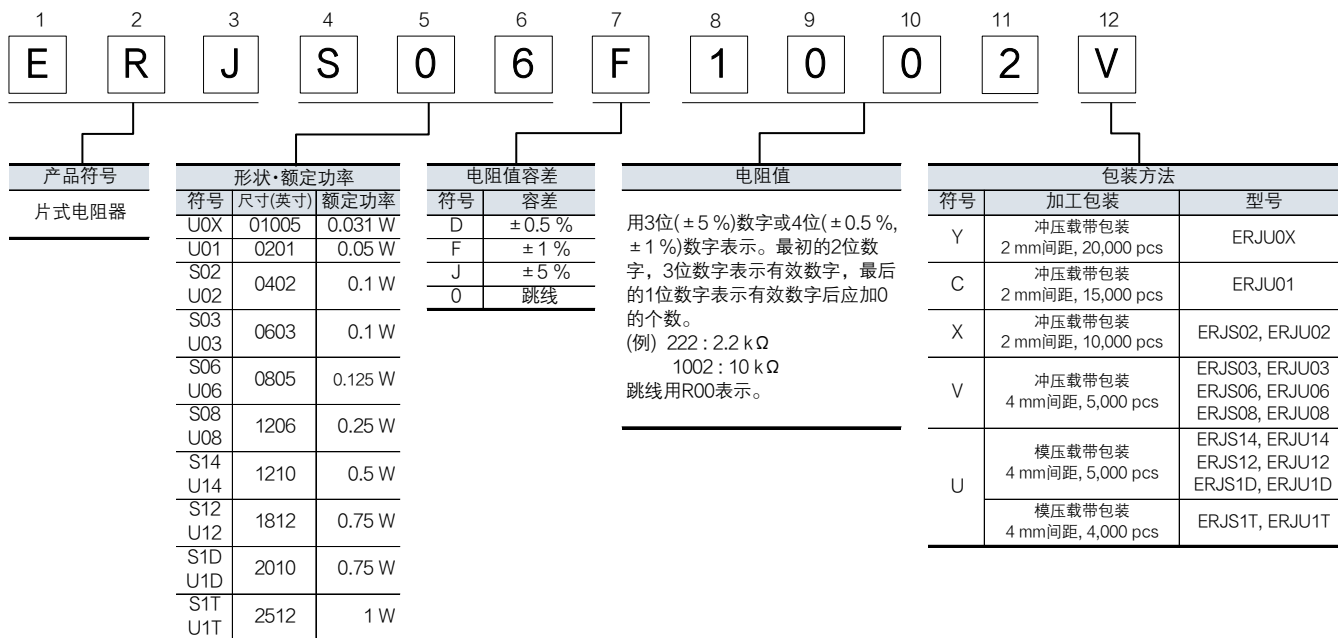 1 2 3 4 5 6 7 8 9 10 11 12
E R J S 0 6 F 1 0 0 2 V
产品符号
片式电阻器
形状·额定功率
符号 尺寸(英寸) 额定功率
U0X 01005 0.031 W
U01 0201 0.05 W
S02
U02
0402 0.1 W
S03
U03
0603 0.1 W
S06
U06
0805 0.125 W
S08
U08
1206 0.25 W
S14
U14
1210 0.5 W
S12
U12
1812 0.75 W
S1D
U1D
2010 0.75 W
S1T
U1T
2512 1 W
电阻值容差
符号 容差
D ±0.5 %
F ±1 %
J ±5 %
0 跳线
电阻值
用3位(±5 %)数字或4位(±0.5 %,
±1 %)数字表示。最初的2位数
字，3位数字表示有效数字，最后
的1位数字表示有效数字后应加0
的个数。
(例) 222 : 2.2 kΩ
1002 : 10 kΩ
跳线用R00表示。
包装方法
符号 加工包装 型号
Y
冲压载带包装
2 mm间距, 20,000 pcs
ERJU0X
C
冲压载带包装
2 mm间距, 15,000 pcs
ERJU01
X
冲压载带包装
2 mm间距, 10,000 pcs
ERJS02, ERJU02
V
冲压载带包装
4 mm间距, 5,000 pcs
ERJS03, ERJU03
ERJS06, ERJU06
ERJS08, ERJU08
U
模压载带包装
4 mm间距, 5,000 pcs
ERJS14, ERJU14
ERJS12, ERJU12
ERJS1D, ERJU1D
模压载带包装
4 mm间距, 4,000 pcs
ERJS1T, ERJU1T